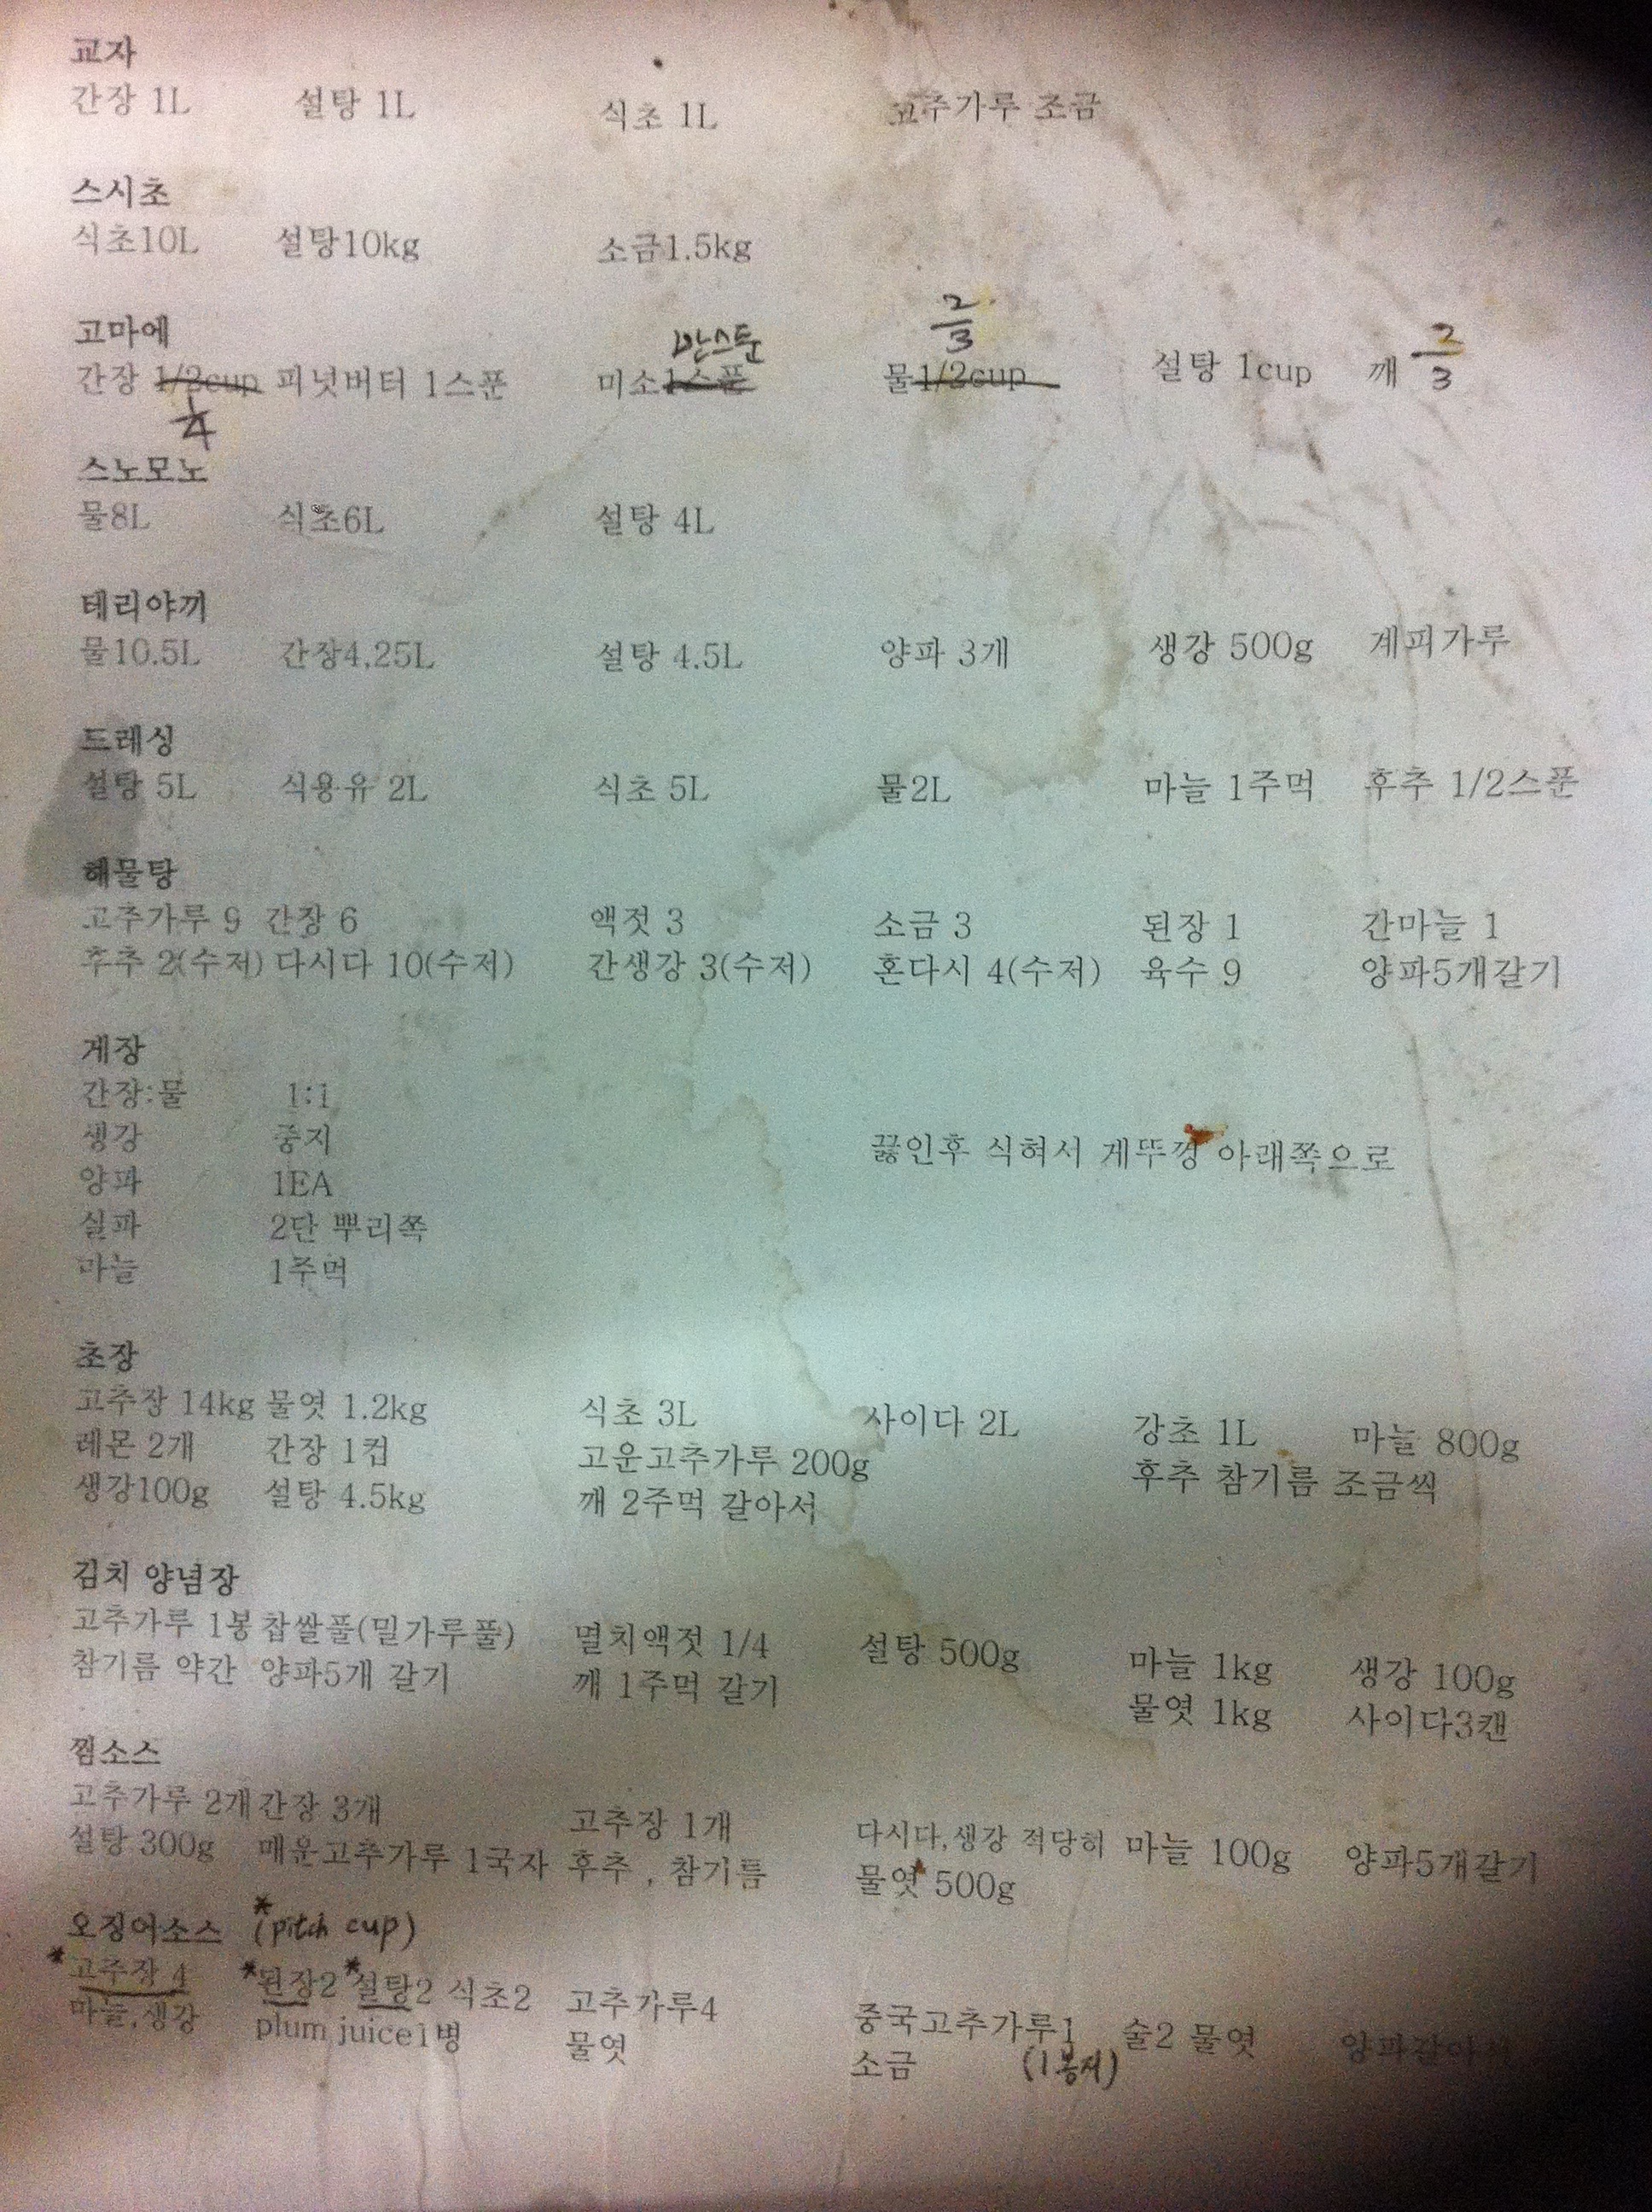 교자
간장 1L 설탕 1L 식초 1L 고추가루 조금
스시초
식초10L 설탕10kg 소금1.5kg
고마에
반스푼 2/3
간장 1/2cup 피넛버터 1스푼 미소1스푼 물1/2cup 설탕 1cup 깨 2/3
1/4
스노모노
물8L 식초6L 설탕 4L
테리야끼
물10.5L 간장4,25L 설탕 4.5L 양파 3개 생강 500g 계피가루
드레싱
설탕 5L 식용유 2L 식초 5L 물2L 마늘 1주먹 후추 1/2스푼
해물탕
고추가루 9 간장 6 액젓 3 소금 3 된장 1 간마늘 1
후추 2(수저) 다시다 10(수저) 간생강 3(수저) 혼다시 4(수저) 육수 9 양파5개갈기
게장
간장:물 1:1
생강 중지 끓인후 식혀서 게뚜껑 아래쪽으로
양파 1EA
실파 2단 뿌리쪽
마늘 1주먹
초장
고추장 14kg 물엿 1.2kg 식초 3L 사이다 2L 강초 1L 마늘 800g
레몬 2개 간장 1컵 고운고추가루 200g 후추 참기름 조금씩
생강100g 설탕 4.5kg 깨 2주먹 갈아서
김치 양념장
고추가루 1봉 찹쌀풀(밀가루풀) 멸치액젓 1/4 설탕 500g 마늘 1kg 생강 100g
참기름 약간 양파5개 갈기 깨 1주먹 갈기 물엿 1kg 사이다3캔
찜소스
고추가루 2개 간장 3개 고추장 1개 다시다,생강 적당히 마늘 100g 양파5개갈기
설탕 300g 매운고추가루 1국자 후추 , 참기름 물엿 500g
오징어소스 *(pitch cup)
*고추장 4 *된장2 *설탕2 식초2 고추가루4 중국고추가루1 술2 물엿 양파갈아
마늘,생강 plum juice1병 물엿 소금 (1봉지)